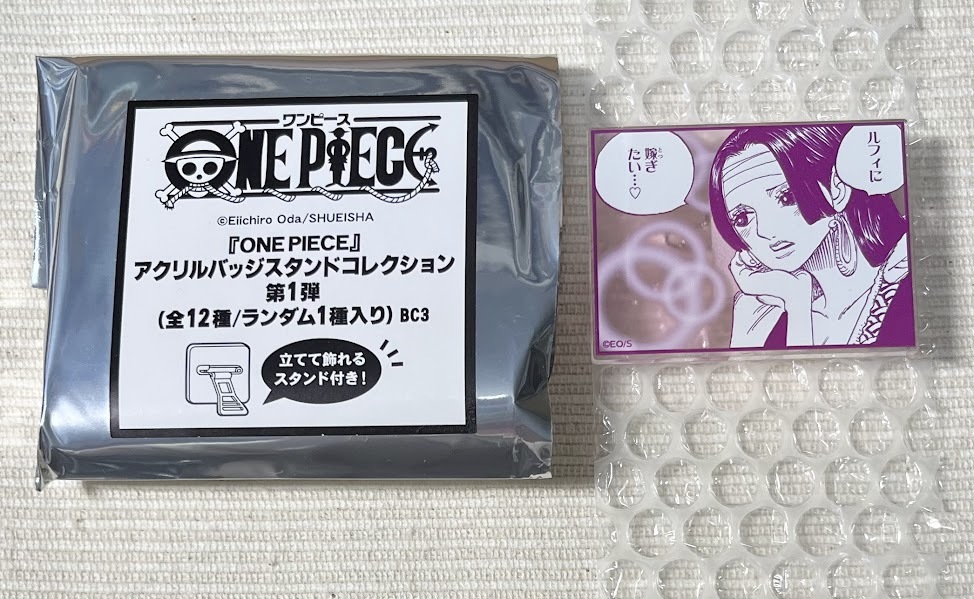 ワンピース
ONE PIECE
©Eiichiro Oda/SHUEISHA
『ONE PIECE』
アクリルバッジスタンドコレクション
第1弾
(全12種/ランダム1種入り) BC3
立てて飾れる
スタンド付き!
ルフィに
嫁ぎ
とつ
たい…♡
©EO/S